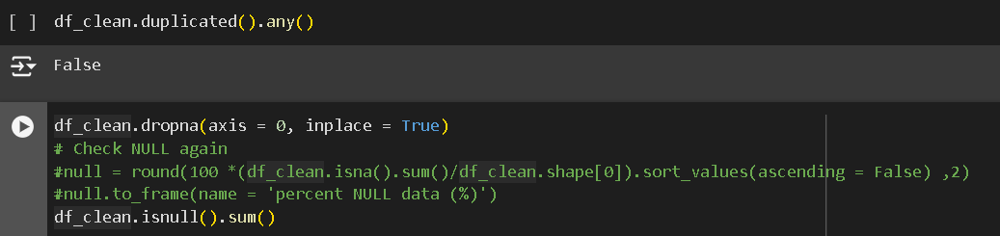 [ ] df_clean.duplicated().any()
False
df_clean.dropna(axis = 0, inplace = True)
# Check NULL again
#null = round(100 *(df_clean.isna().sum()/df_clean.shape[0]).sort_values(ascending = False) ,2)
#null.to_frame(name = 'percent NULL data (%)')
df_clean.isnull().sum()